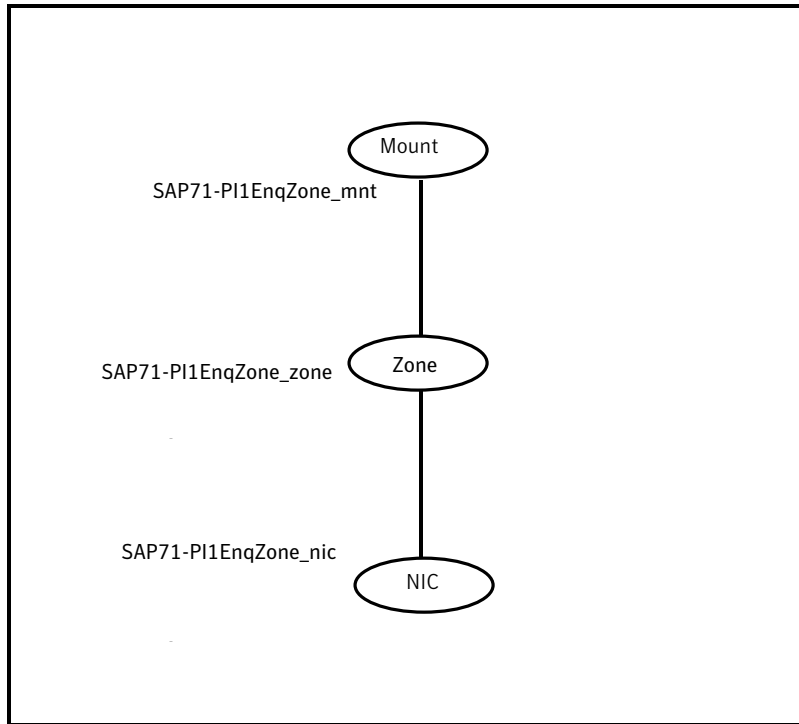 Mount
SAP71-PI1EnqZone_mnt
Zone
SAP71-PI1EnqZone_zone
SAP71-PI1EnqZone_nic
NIC